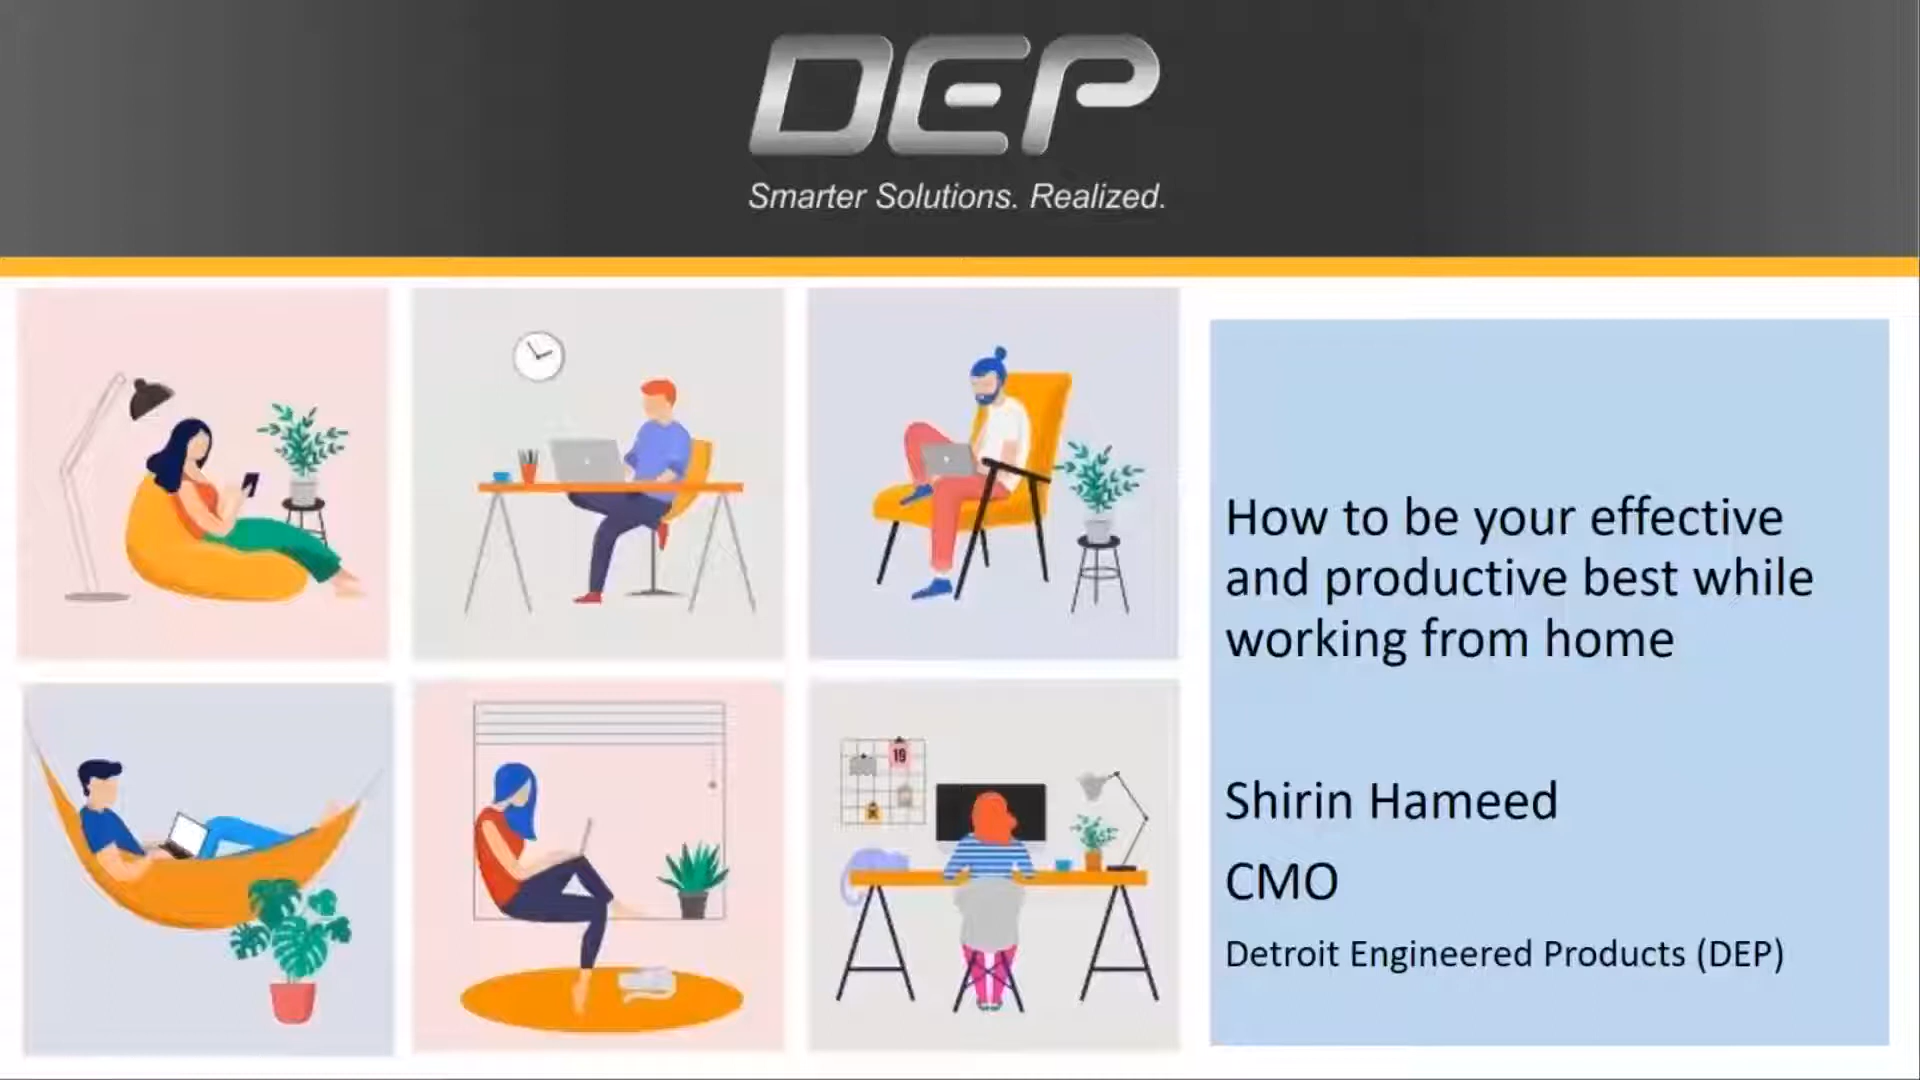 DEP
Smarter Solutions. Realized.
19
How to be your effective
and productive best while
working from home
Shirin Hameed
CMO
Detroit Engineered Products (DEP)